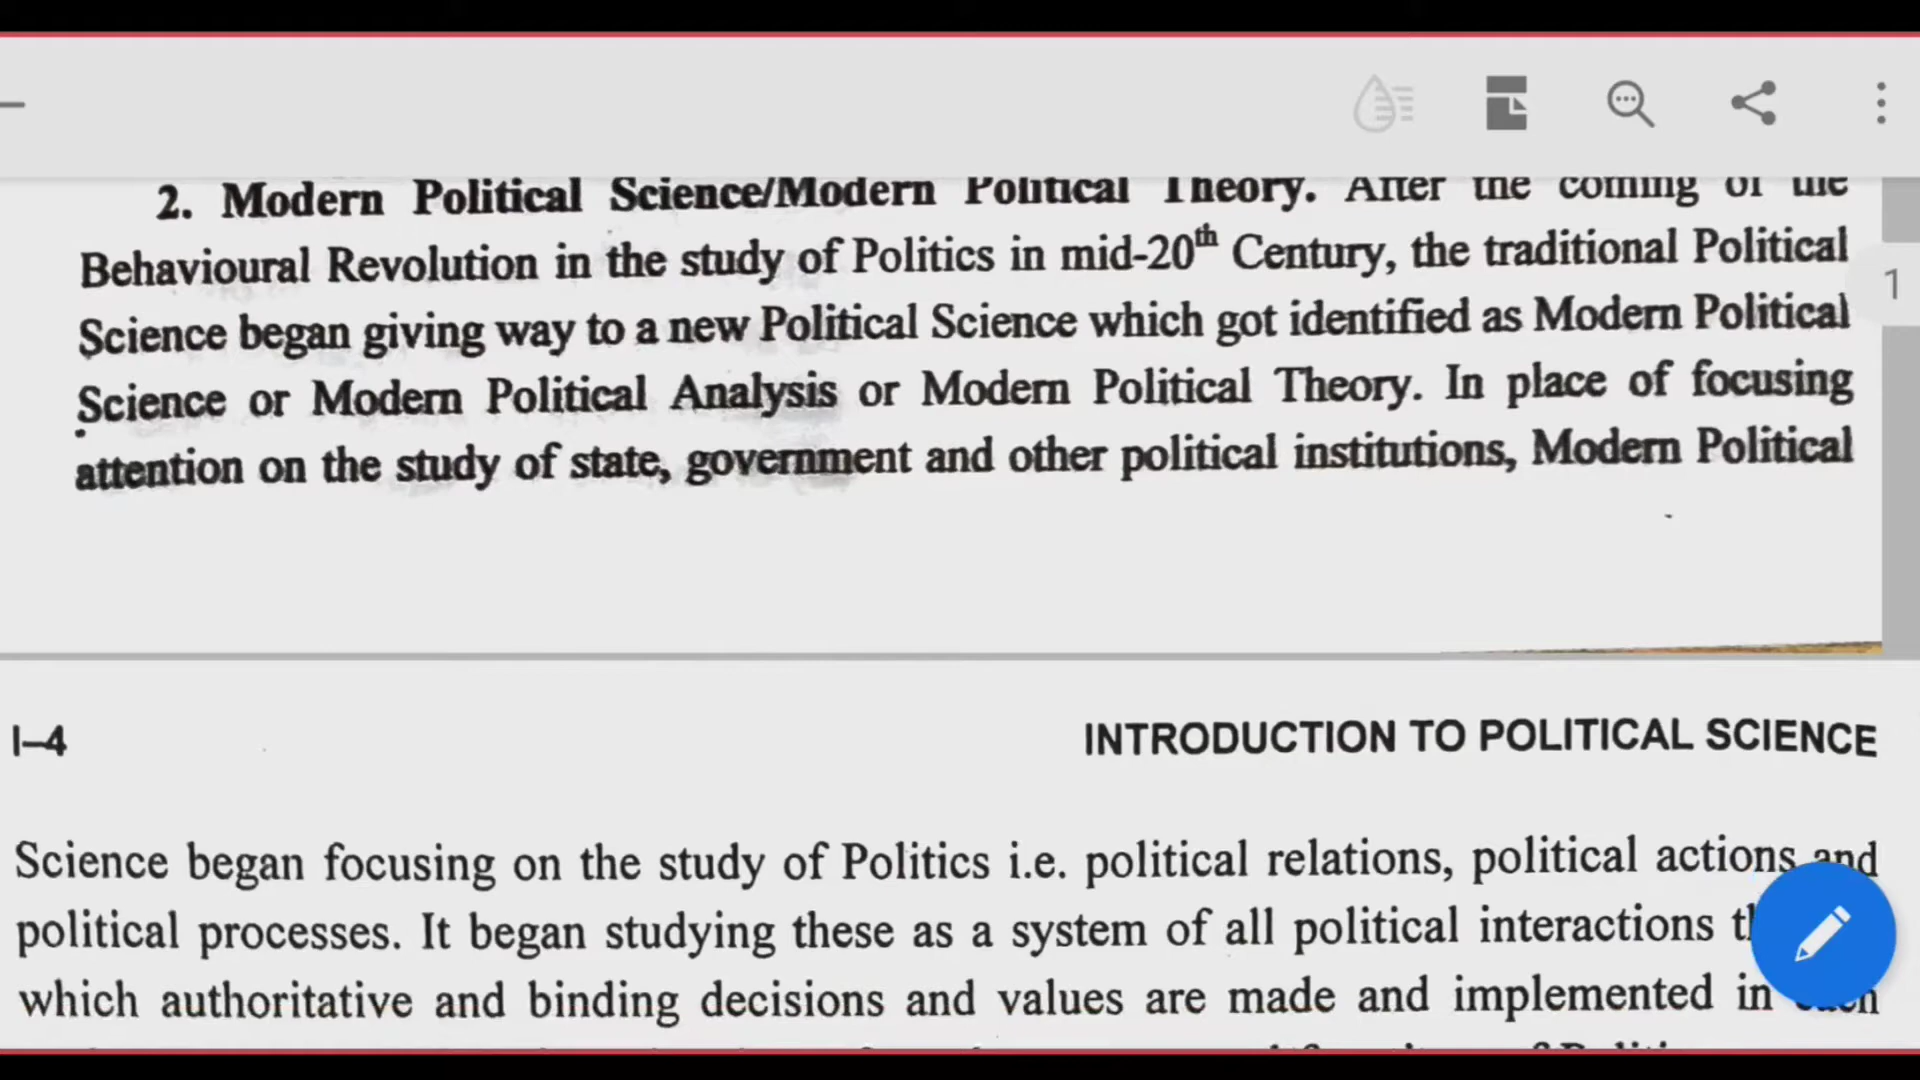 2. Modern Political Science/Modern Political Theory. After the coming of the
Behavioural Revolution in the study of Politics in mid-20th Century, the traditional Political
1
Science began giving way to a new Political Science which got identified as Modern Political
Science or Modern Political Analysis or Modern Political Theory. In place of focusing
attention on the study of state, government and other political institutions, Modern Political
I–4 INTRODUCTION TO POLITICAL SCIENCE
Science began focusing on the study of Politics i.e. political relations, political actions and
political processes. It began studying these as a system of all political interactions
which authoritative and binding decisions and values are made and implemented in each